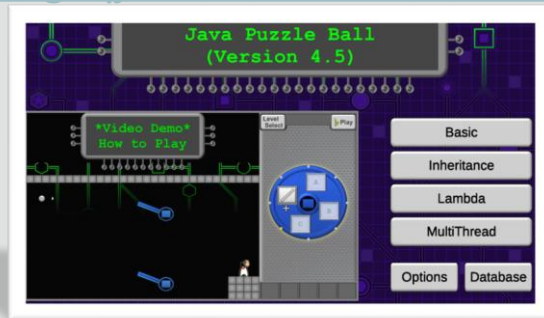 Java Puzzle Ball
(Version 4.5)
*Video Demo*
How to Play
Level
Select
Play
A
B
C
Basic
Inheritance
Lambda
MultiThread
Options
Database